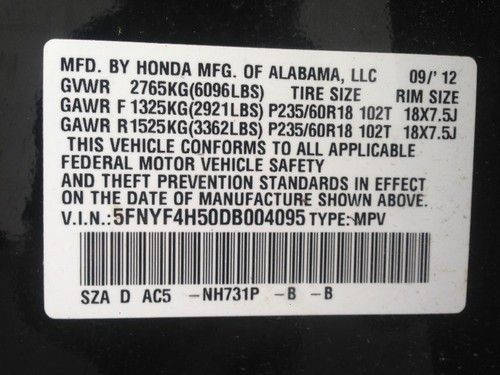 MFD. BY HONDA MFG. OF ALABAMA, LLC 09/'12
GVWR 2765KG(6096LBS) TIRE SIZE RIM SIZE
GAWR F 1325KG(2921LBS) P235/60R18 102T 18X7.5J
GAWR R1525KG(3362LBS) P235/60R18 102T 18X7.5J
THIS VEHICLE CONFORMS TO ALL APPLICABLE
FEDERAL MOTOR VEHICLE SAFETY
AND THEFT PREVENTION STANDARDS IN EFFECT
ON THE DATE OF MANUFACTURE SHOWN ABOVE.
V.I.N.:5FNYF4H50DB004095 TYPE:MPV
SZA D AC5 -NH731P -B -B